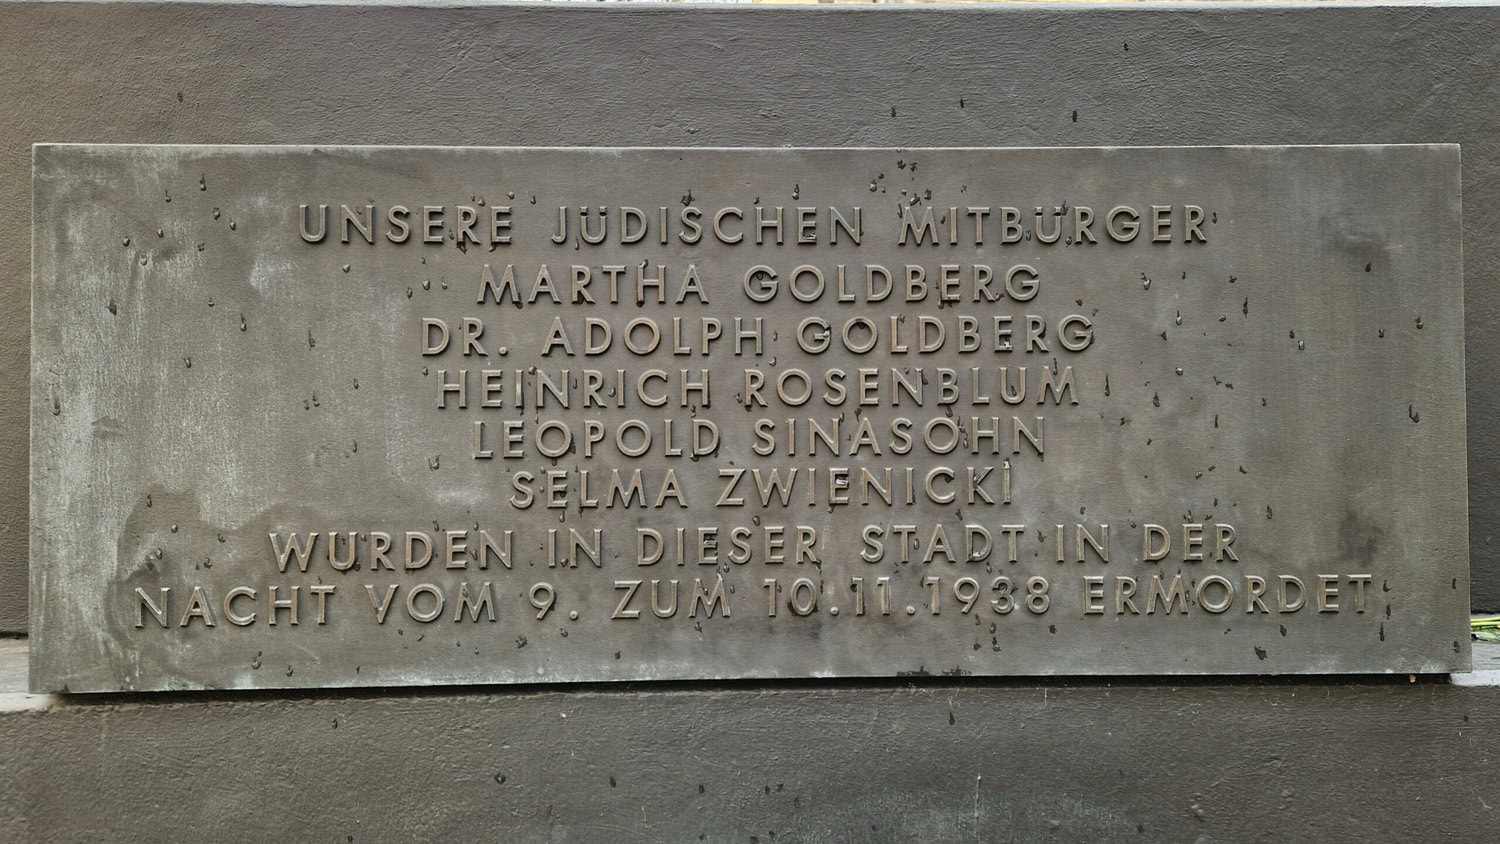 UNSERE JÜDISCHEN MITBÜRGER
MARTHA GOLDBERG
DR. ADOLPH GOLDBERG
HEINRICH ROSENBLUM
LEOPOLD SINASOHN
SELMA ZWIENICKI
WURDEN IN DIESER STADT IN DER
NACHT VOM 9. ZUM 10.11.1938 ERMORDET